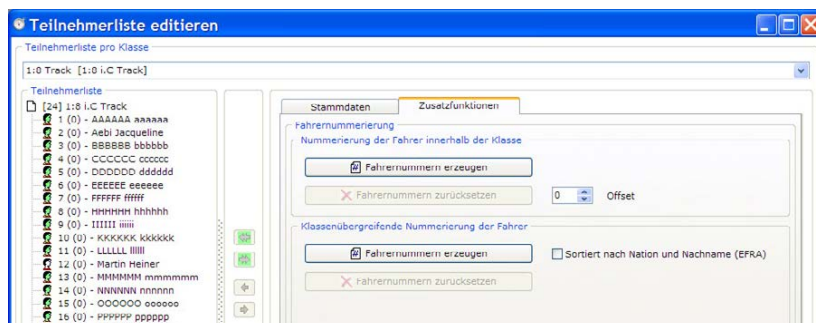 Teilnehmerliste editieren
Teilnehmerliste pro Klasse
1:8 Track [1:8 i.C Track]
Teilnehmerliste
[24] 1:8 i.C Track
1 (0) - AAAAAA aaaaaa
2 (0) - Aebi Jacqueline
3 (0) - BBBBBB bbbbbb
4 (0) - CCCCCC cccccc
5 (0) - DDDDDD dddddd
6 (0) - EEEEEE eeeeee
7 (0) - FFFFFF ffffff
8 (0) - HHHHHH hhhhhh
9 (0) - IIIIII iiiiii
10 (0) - KKKKKK kkkkkk
11 (0) - LLLLLL llllll
12 (0) - Martin Heiner
13 (0) - MMMMMM mmmmmm
14 (0) - NNNNNN nnnnnn
15 (0) - OOOOOO oooooo
16 (0) - PPPPPP pppppp
Stammdaten Zusatzfunktionen
Fahrernummerierung
Nummerierung der Fahrer innerhalb der Klasse
Fahrernummern erzeugen
Fahrernummern zurücksetzen 0 Offset
Klassenübergreifende Nummerierung der Fahrer
Fahrernummern erzeugen Sortiert nach Nation und Nachname (EFRA)
Fahrernummern zurücksetzen